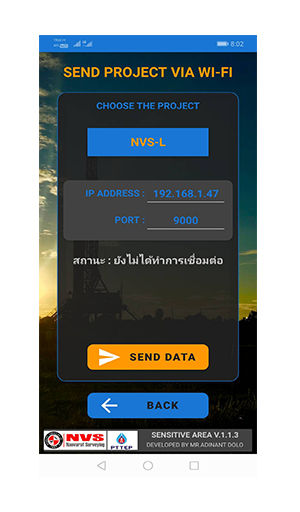 8:02
SEND PROJECT VIA WI-FI
CHOOSE THE PROJECT
NVS-L
IP ADDRESS : 192.168.1.47
PORT : 9000
สถานะ : ยังไม่ได้ทำการเชื่อมต่อ
SEND DATA
BACK
NVS
Nawarat Surveying
PTTEP
SENSITIVE AREA V.1.1.3
DEVELOPED BY MR.ADINANT DOLO